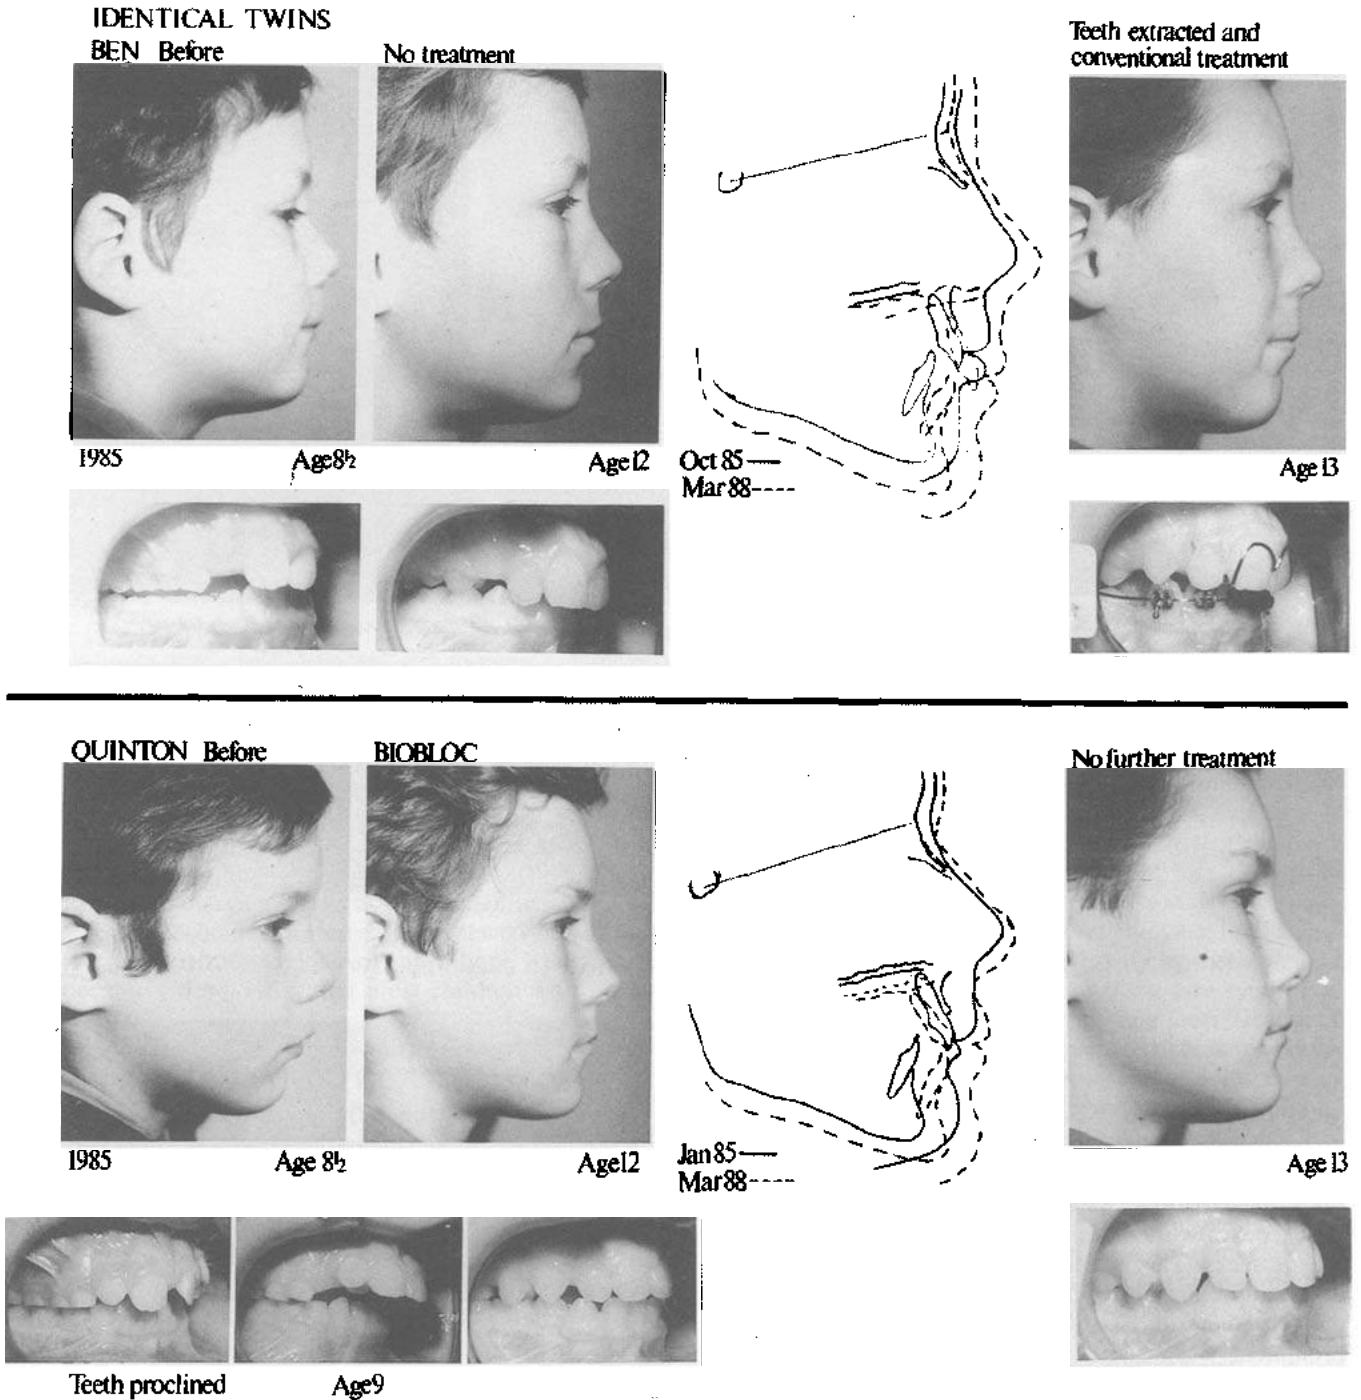 IDENTICAL TWINS
BEN Before
No treatment
Teeth extracted and
conventional treatment
1985
Age 8½
Age 12
Oct 85
Mar 88
Age 13
QUINTON Before
BIOBLOC
No further treatment
1985
Age 8½
Age 12
Jan 85
Mar 88
Age 13
Teeth proclined
Age 9